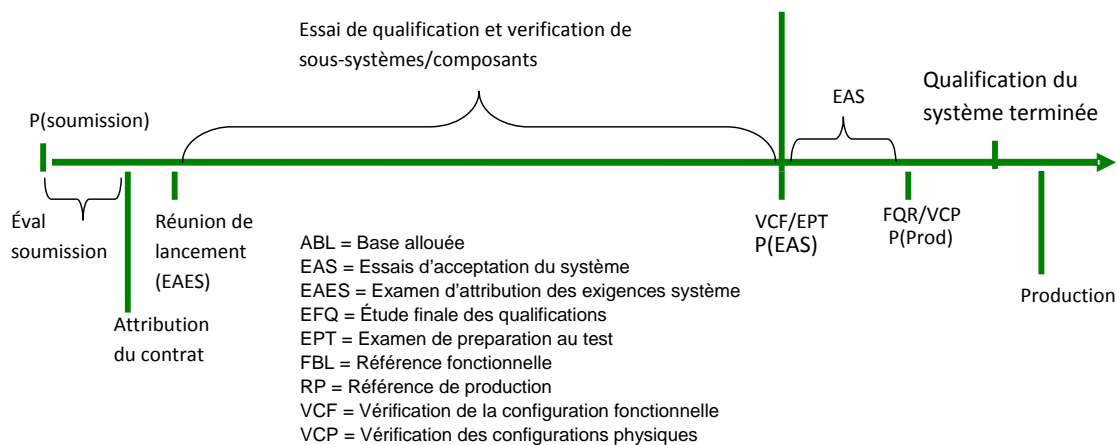 Essai de qualification et verification de
sous-systèmes/composants
Qualification du
système terminée
EAS
P(soumission)
Éval
soumission
Réunion de
lancement
(EAES)
Attribution
du contrat
VCF/EPT
P(EAS)
FQR/VCP
P(Prod)
Production
ABL = Base allouée
EAS = Essais d'acceptation du système
EAES = Examen d'attribution des exigences système
EFQ = Étude finale des qualifications
EPT = Examen de preparation au test
FBL = Référence fonctionnelle
RP = Référence de production
VCF = Vérification de la configuration fonctionnelle
VCP = Vérification des configurations physiques